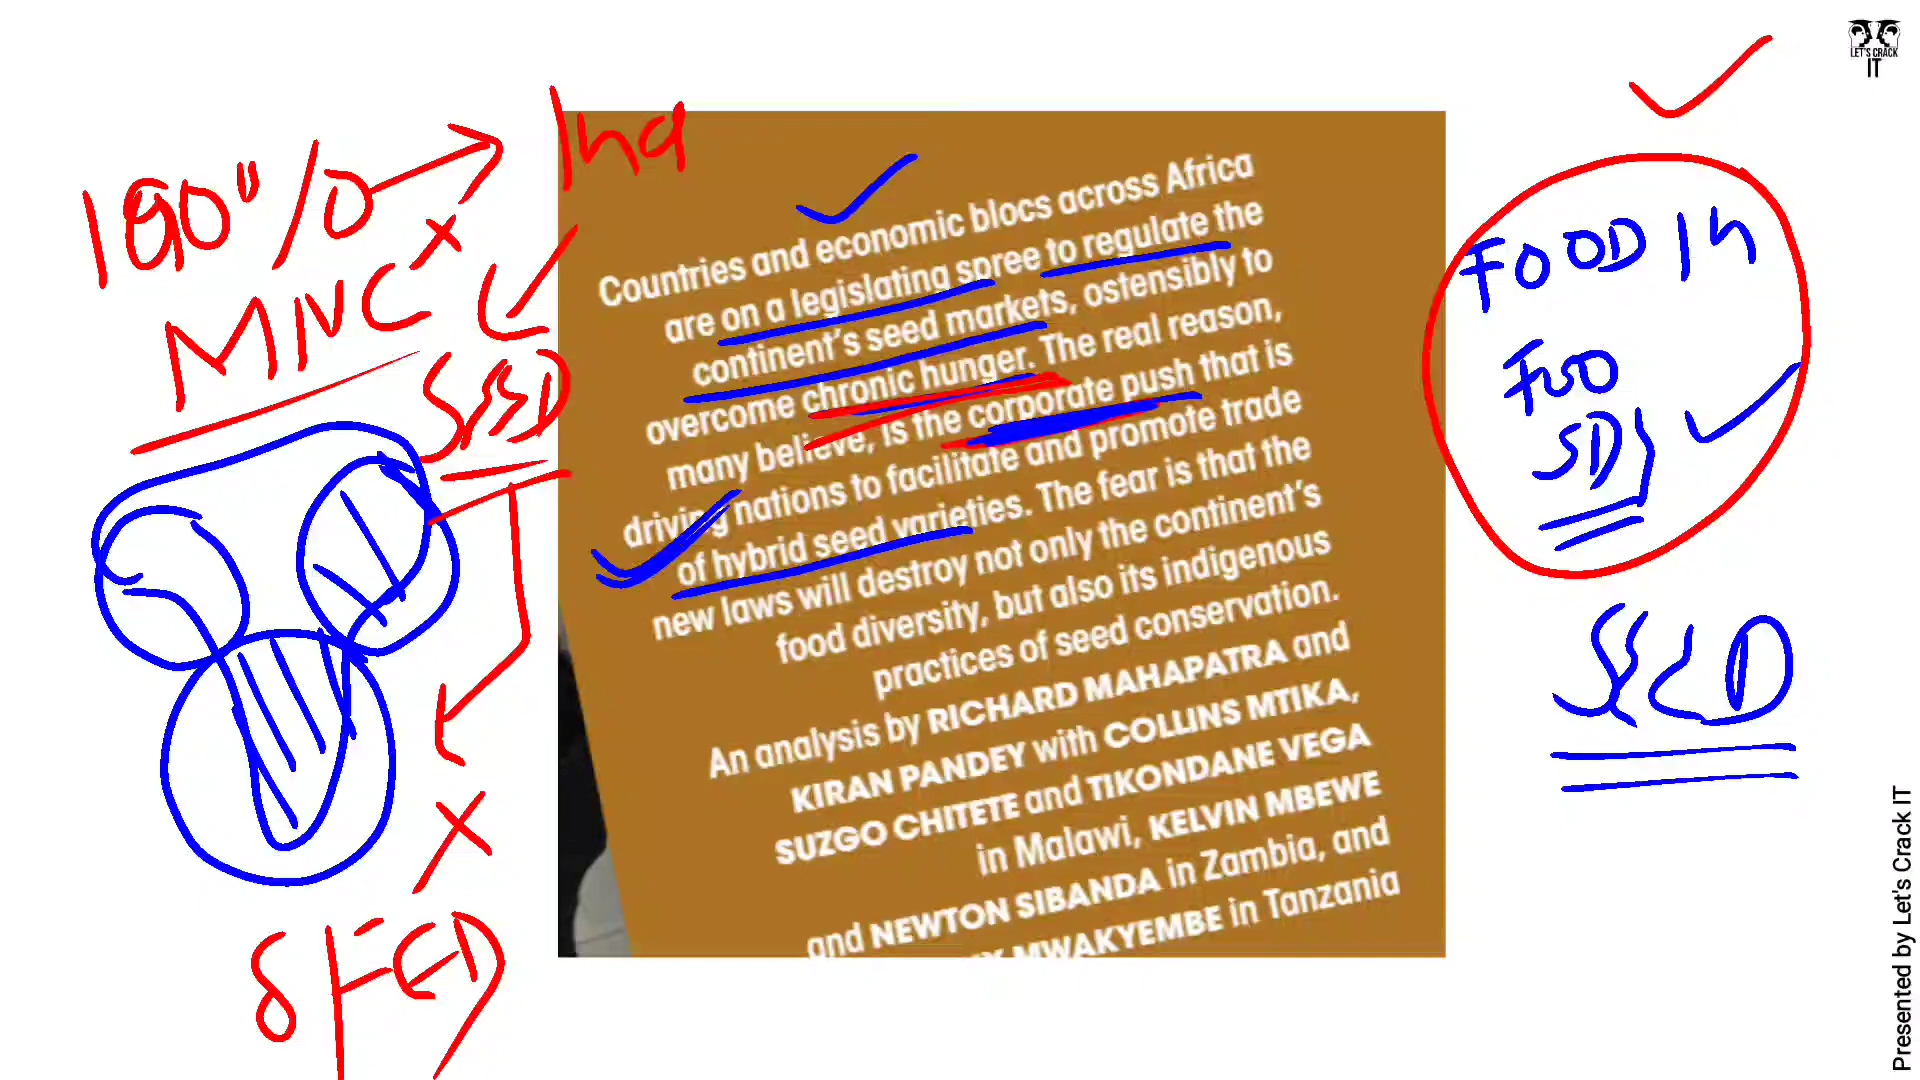 LET'S CRACK
IT
100%
Ind
MNC
Countries and economic blocs across Africa
are on a legislating spree to regulate the
continent's seed markets, ostensibly to
overcome chronic hunger. The real reason,
many believe, is the corporate push that is
driving nations to facilitate and promote trade
of hybrid seed varieties. The fear is that the
new laws will destroy not only the continent's
food diversity, but also its indigenous
practices of seed conservation.
An analysis by RICHARD MAHAPATRA and
KIRAN PANDEY with COLLINS MTIKA,
SUZGO CHITETE and TIKONDANE VEGA
in Malawi, KELVIN MBEWE
and NEWTON SIBANDA in Zambia, and
MWAKYEMBE in Tanzania
FOOD In
Presented by Let's Crack IT